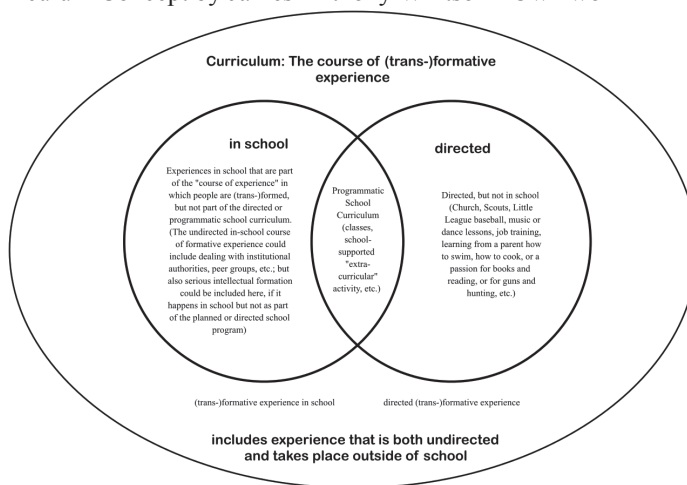 Concept by James Anthony
Curriculum: The course of (trans-)formative
experience
in school
Experiences in school that are part
of the "course of experience" in
which people are (trans-)formed,
but not part of the directed or
programmatic school curriculum.
(The undirected in-school course
of formative experience could
include dealing with institutional
authorities, peer groups, etc.; but
also serious intellectual formation
could be included here, if it
happens in school but not as part
of the planned or directed school
program)
Programmatic
School
Curriculum
(classes,
school-
supported
"extra-
curricular"
activity, etc.)
directed
Directed, but not in school
(Church, Scouts, Little
League baseball, music or
dance lessons, job training,
learning from a parent how
to swim, how to cook, or a
passion for books and
reading, or for guns and
hunting, etc.)
(trans-)formative experience in school
directed (trans-)formative experience
includes experience that is both undirected
and takes place outside of school